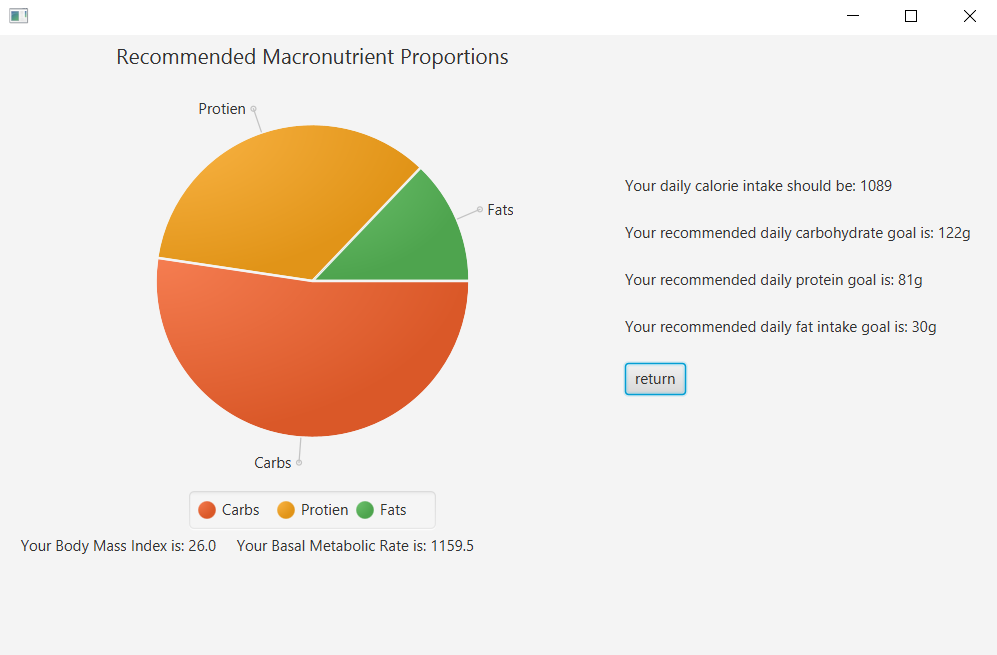 Recommended Macronutrient Proportions
Protien
Fats
Carbs
Carbs Protien Fats
Your Body Mass Index is: 26.0 Your Basal Metabolic Rate is: 1159.5
Your daily calorie intake should be: 1089
Your recommended daily carbohydrate goal is: 122g
Your recommended daily protein goal is: 81g
Your recommended daily fat intake goal is: 30g
return